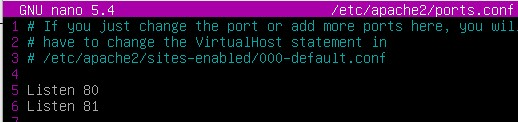 GNU nano 5.4 /etc/apache2/ports.conf
1 # If you just change the port or add more ports here, you
2 # have to change the VirtualHost statement in
3 # /etc/apache2/sites-enabled/000-default.conf
4
5 Listen 80
6 Listen 81
7